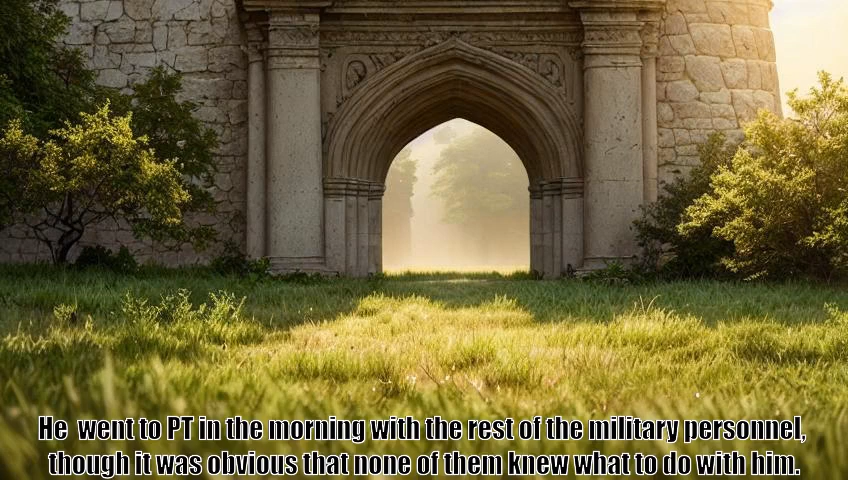 He  went to PT in the morning with the rest of the military personnel,
though it was obvious that none of them knew what to do with him.